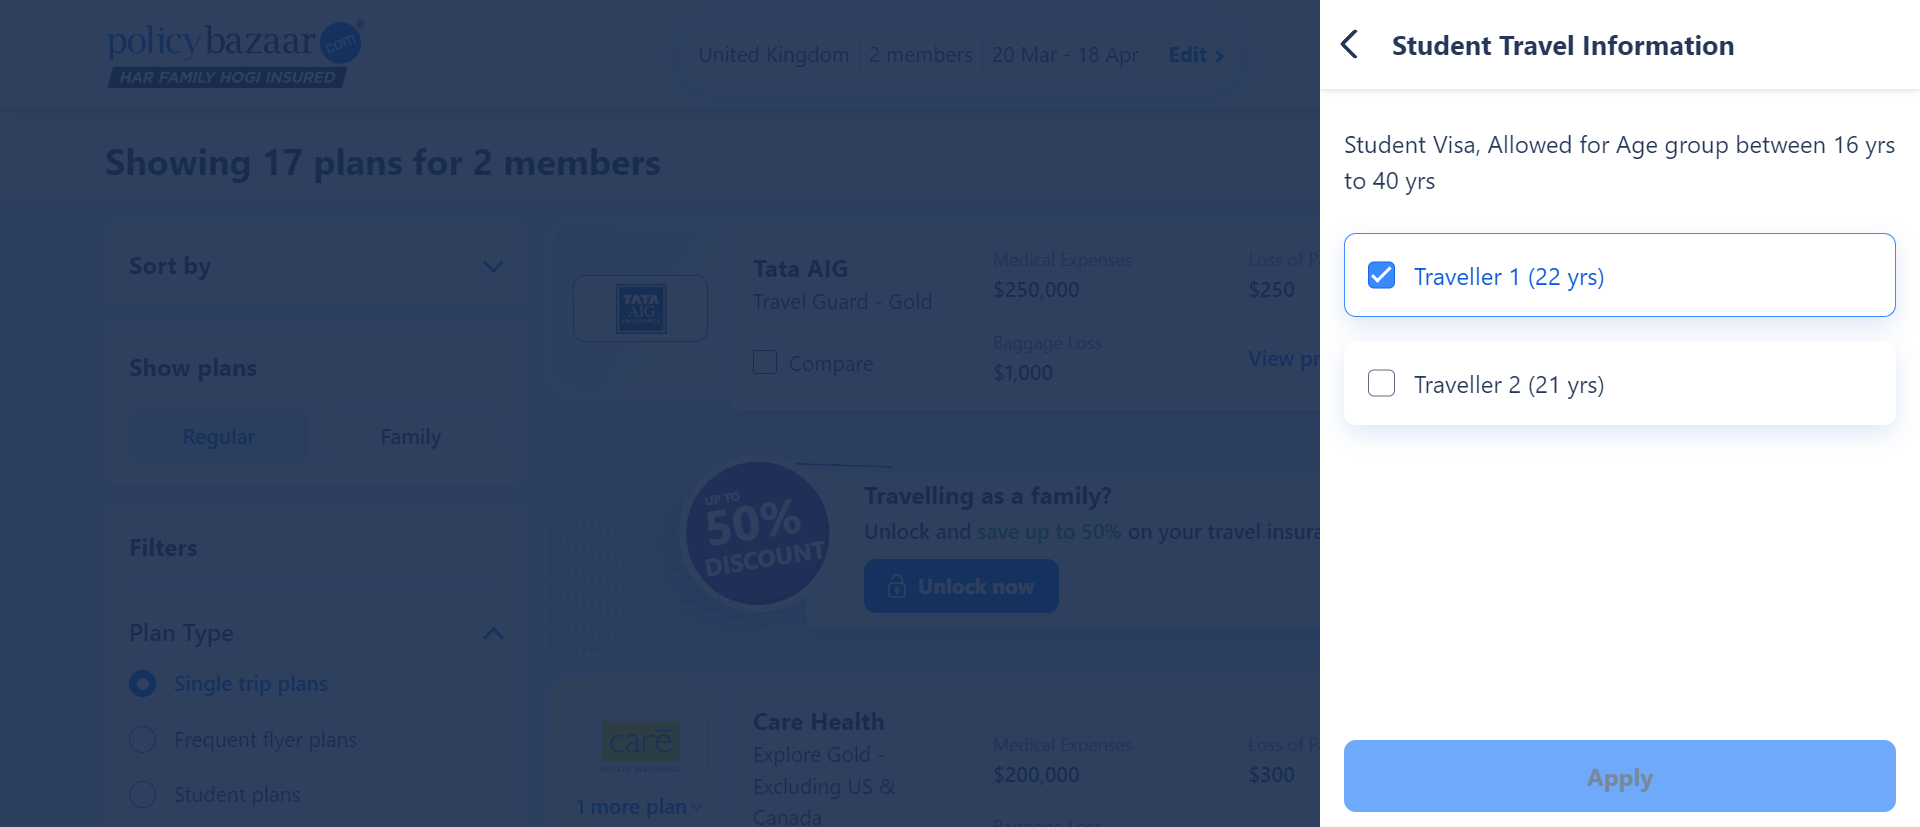 policybazaar com ®
HAR FAMILY HOGI INSURED
United Kingdom 2 members 20 Mar - 18 Apr Edit
Showing 17 plans for 2 members
Sort by
Show plans
Regular Family
Filters
Plan Type
Single trip plans
Frequent flyer plans
Student plans
TATA
AIG
INSURANCE
Tata AIG
Travel Guard - Gold
Compare
Medical Expenses
$250,000
Baggage Loss
$1,000
Loss of
$250
View
UP TO
50%
DISCOUNT
Travelling as a family?
Unlock and save up to 50% on your travel
Unlock now
care
HEALTH INSURANCE
1 more plan
Care Health
Explore Gold -
Excluding US &
Canada
Medical Expenses
$200,000
Baggage Loss
Loss of
$300
Student Travel Information
Student Visa, Allowed for Age group between 16 yrs
to 40 yrs
Traveller 1 (22 yrs)
Traveller 2 (21 yrs)
Apply